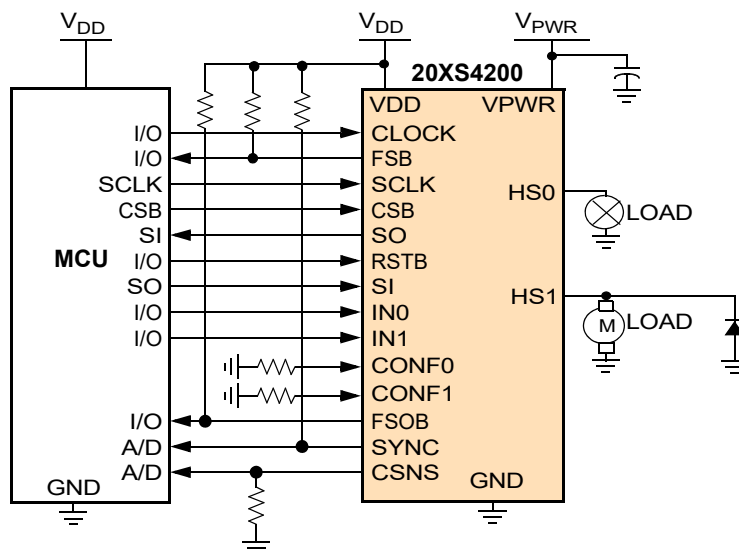 VDD
VDD
VPWR
20XS4200
VDD
VPWR
I/O
CLOCK
I/O
FSB
SCLK
SCLK
HS0
CSB
CSB
LOAD
SI
SO
MCU
I/O
RSTB
SO
SI
HS1
I/O
IN0
M
LOAD
I/O
IN1
CONF0
CONF1
I/O
FSOB
A/D
SYNC
A/D
CSNS
GND
GND